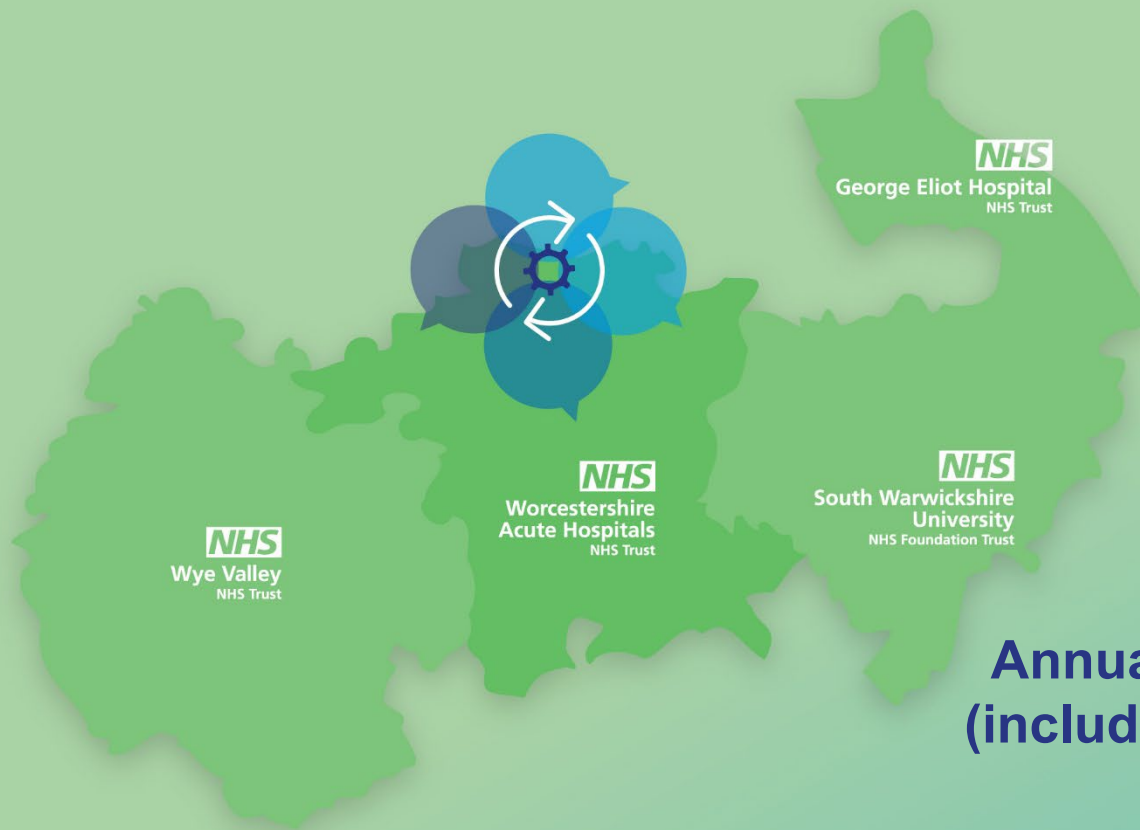 NHS
George Eliot Hospital
NHS Trust
NHS
Worcestershire
Acute Hospitals
NHS Trust
NHS
South Warwickshire
University
NHS Foundation Trust
NHS
Wye Valley
NHS Trust